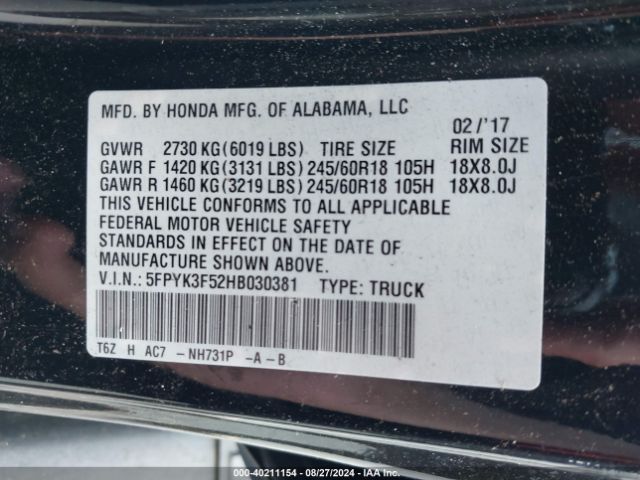 MFD. BY HONDA MFG. OF ALABAMA, LLC
02 /'17
GVWR 2730 KG (6019 LBS) TIRE SIZE RIM SIZE
GAWR F 1420 KG (3131 LBS) 245/60R18 105H 18X8.0J
GAWR R 1460 KG (3219 LBS) 245/60R18 105H 18X8.0J
THIS VEHICLE CONFORMS TO ALL APPLICABLE
FEDERAL MOTOR VEHICLE SAFETY
STANDARDS IN EFFECT ON THE DATE OF
MANUFACTURE SHOWN ABOVE.
V.I.N.: 5FPYK3F52HB030381 TYPE: TRUCK
T6Z H AC7 - NH731P - A - B
000-40211154 - 08/27/2024 - IAA Inc.